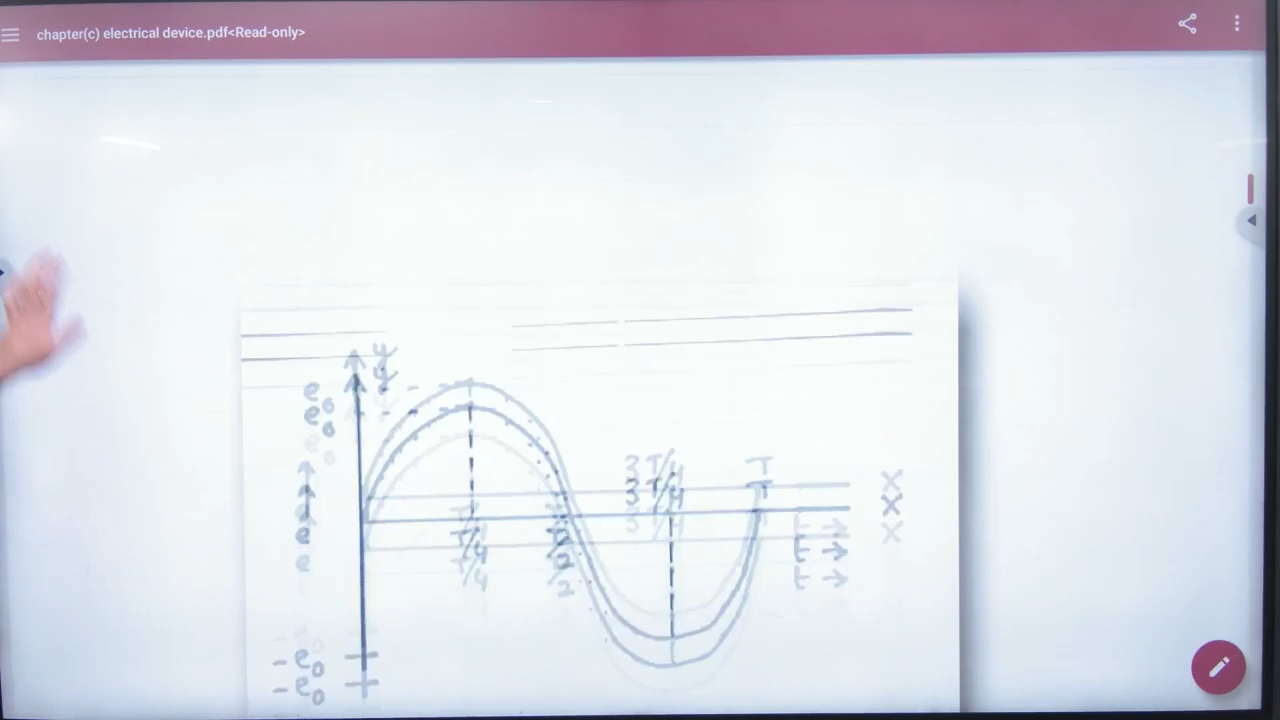 chapter(c) electrical device.pdf<Read-only>
y
e₀
3T/4
T
X
e
T/4
T/2
t →
-e₀